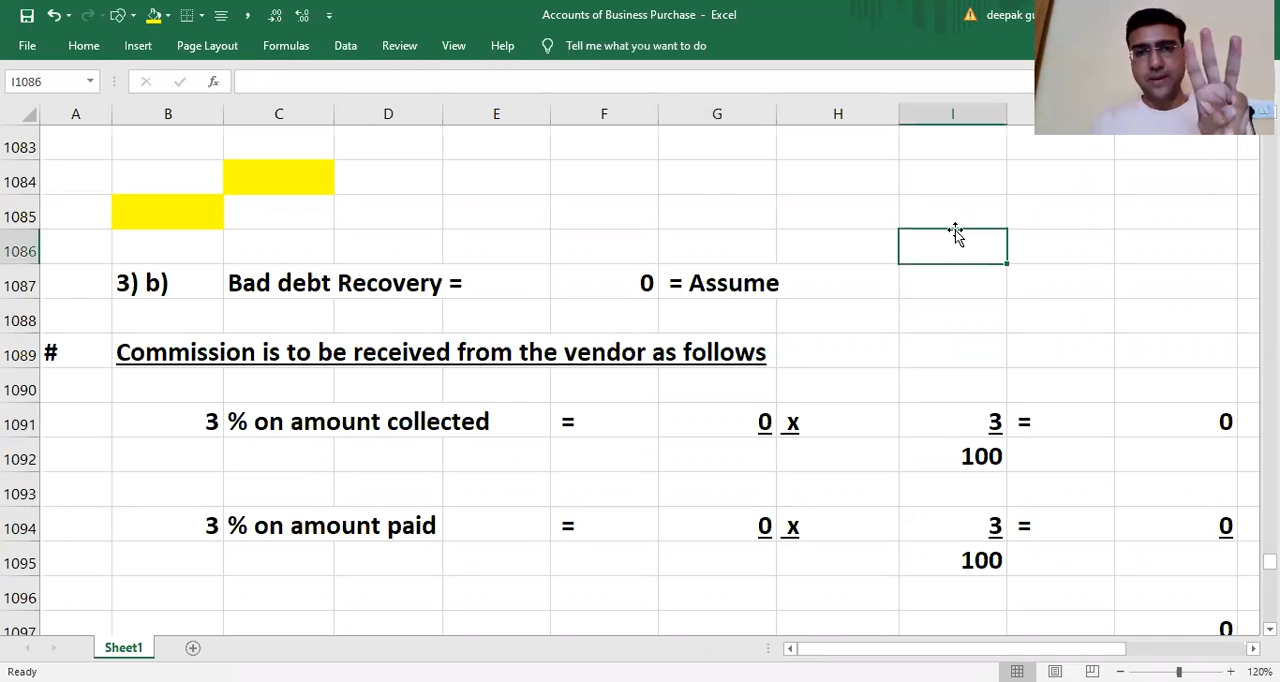 Accounts of Business Purchase - Excel
deepak gu
File Home Insert Page Layout Formulas Data Review View Help Tell me what you want to do
I1086 fx
A B C D E F G H I
1083
1084
1085
1086
1087 3) b) Bad debt Recovery = 0 = Assume
1088
1089 # Commission is to be received from the vendor as follows
1090
1091 3 % on amount collected = 0 x 3 = 0
1092 100
1093
1094 3 % on amount paid = 0 x 3 = 0
1095 100
1096
1097 0
Sheet1
Ready 120%